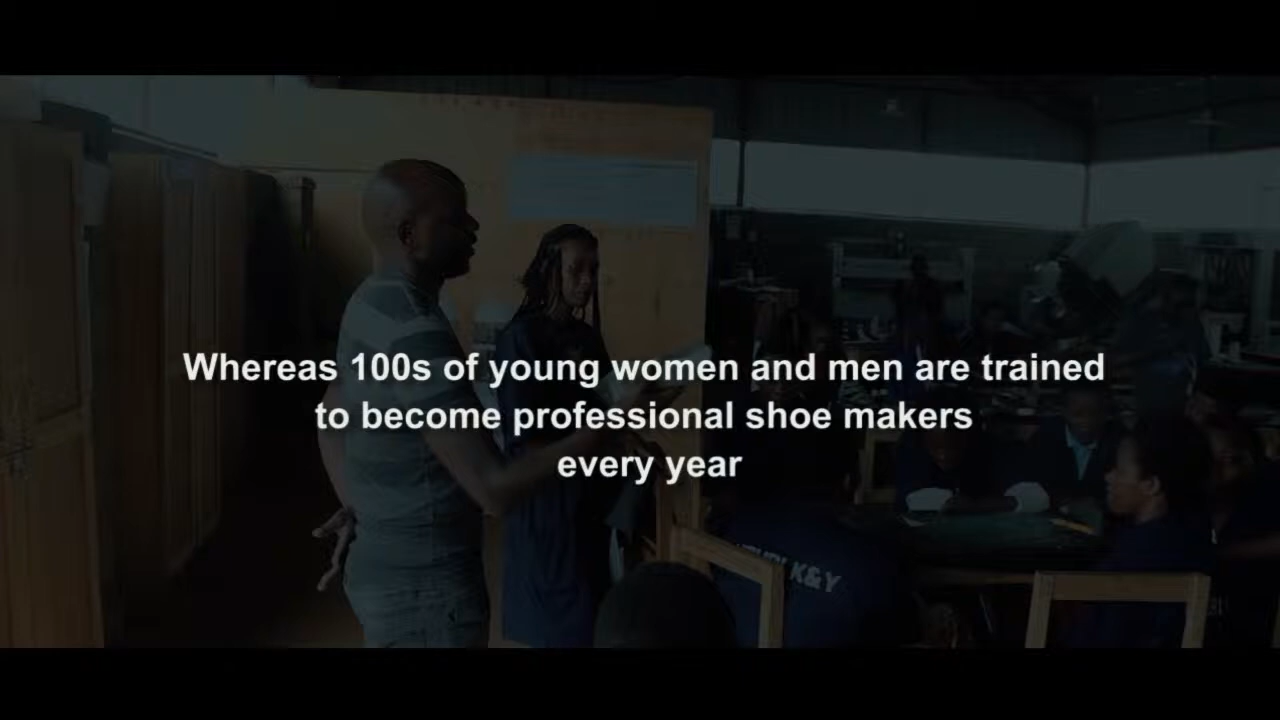 Whereas 100s of young women and men are trained
to become professional shoe makers
every year
K&Y